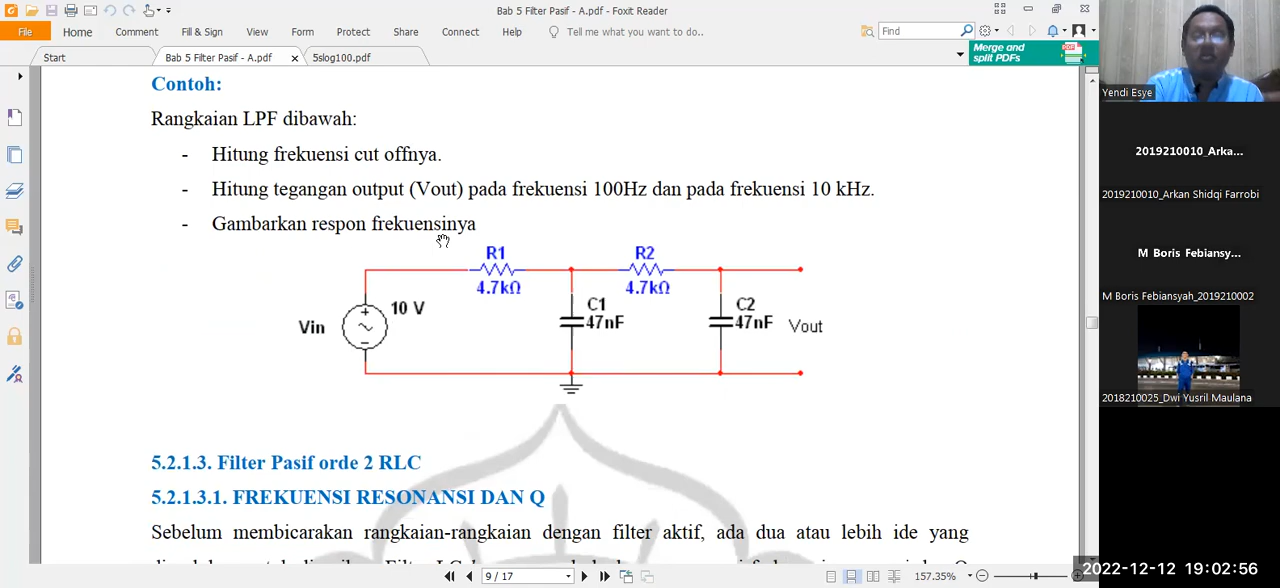 Bab 5 Filter Pasif - A.pdf - Foxit Reader
File Home Comment Fill & Sign View Form Protect Share Connect Help Tell me what you want to do.. Find
Start Bab 5 Filter Pasif - A.pdf 5slog100.pdf Merge and
split PDFs
Contoh:
Rangkaian LPF dibawah:
- Hitung frekuensi cut offnya.
- Hitung tegangan output (Vout) pada frekuensi 100Hz dan pada frekuensi 10 kHz.
- Gambarkan respon frekuensinya
R1 R2
4.7kΩ 4.7kΩ
10 V C1 C2
Vin 47nF 47nF Vout
5.2.1.3. Filter Pasif orde 2 RLC
5.2.1.3.1. FREKUENSI RESONANSI DAN Q
Sebelum membicarakan rangkaian-rangkaian dengan filter aktif, ada dua atau lebih ide yang
9 / 17 157.35%
Yendi Esye
2019210010_Arka...
2019210010_Arkan Shidqi Farrobi
M Boris Febiansy...
M Boris Febiansyah_2019210002
2018210025_Dwi Yusril Maulana
2022-12-12 19:02:56